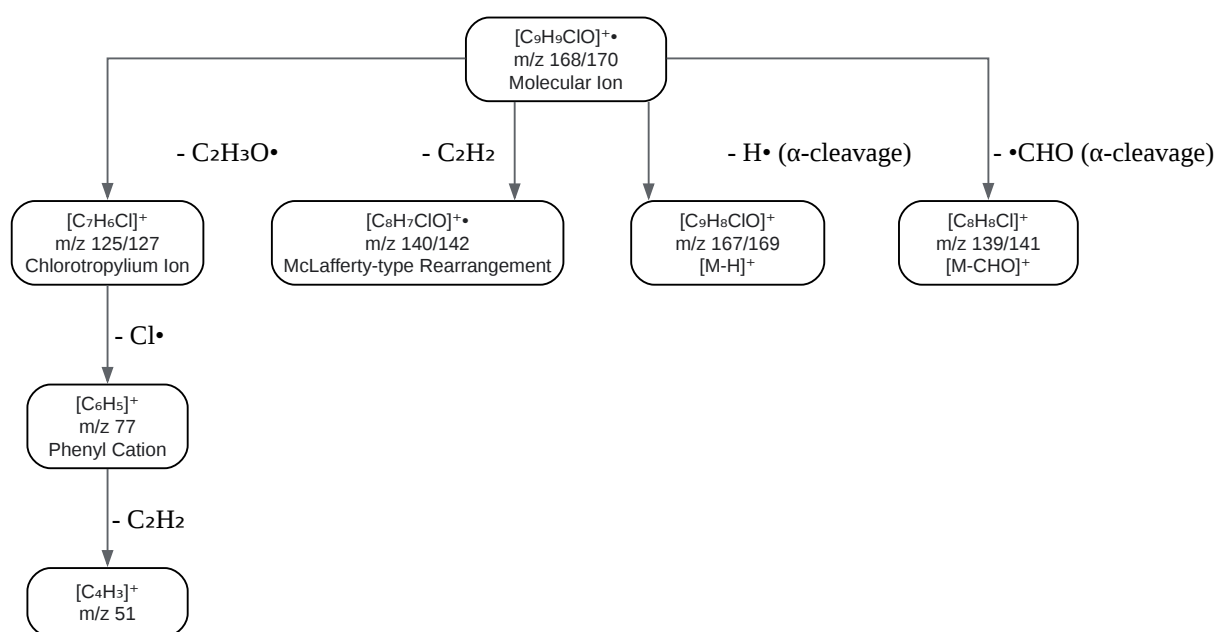 [C₉H₉ClO]⁺•
m/z 168/170
Molecular Ion
- C₂H₃O•
- C₂H₂
- H• (α-cleavage)
- •CHO (α-cleavage)
[C₇H₆Cl]⁺
m/z 125/127
Chlorotropylium Ion
[C₈H₇ClO]⁺•
m/z 140/142
McLafferty-type Rearrangement
[C₉H₈ClO]⁺
m/z 167/169
[M-H]⁺
[C₈H₈Cl]⁺
m/z 139/141
[M-CHO]⁺
- Cl•
[C₆H₅]⁺
m/z 77
Phenyl Cation
- C₂H₂
[C₄H₃]⁺
m/z 51